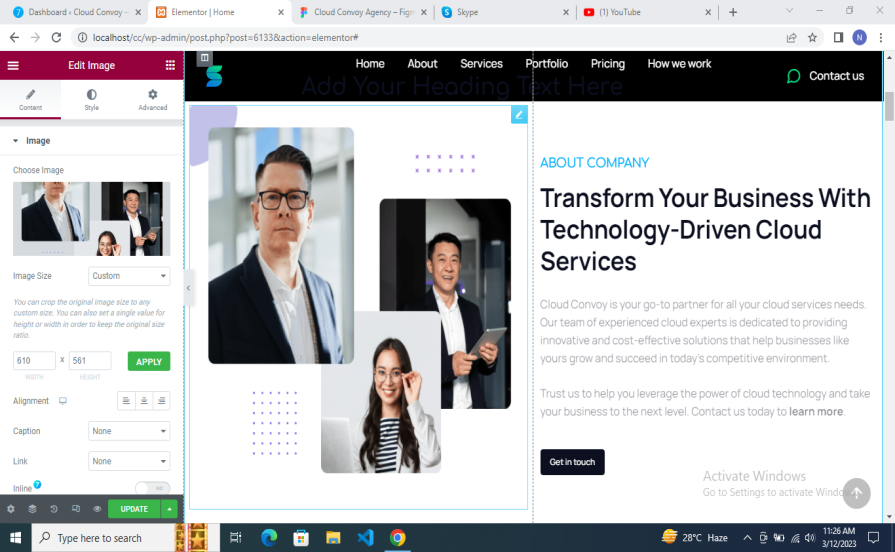 Dashboard ‹ Cloud Convoy –
Elementor | Home
Cloud Convoy Agency – Figm
Skype
(1) YouTube
localhost/cc/wp-admin/post.php?post=6133&action=elementor#
N
Edit Image
Content
Style
Advanced
Image
Choose Image
Image Size
Custom
You can crop the original image size to any
custom size. You can also set a single value for
height or width in order to keep the original size
ratio.
610
x
561
APPLY
WIDTH
HEIGHT
Alignment
Caption
None
Link
None
Inline
NO
UPDATE
Home
About
Services
Portfolio
Pricing
How we work
Contact us
Add Your Heading Text Here
ABOUT COMPANY
Transform Your Business With
Technology-Driven Cloud
Services
Cloud Convoy is your go-to partner for all your cloud services needs.
Our team of experienced cloud experts is dedicated to providing
innovative and cost-effective solutions that help businesses like
yours grow and succeed in today's competitive environment.
Trust us to help you leverage the power of cloud technology and take
your business to the next level. Contact us today to learn more.
Get in touch
Activate Windows
Go to Settings to activate Windows.
Type here to search
28°C Haze
11:26 AM
3/12/2023